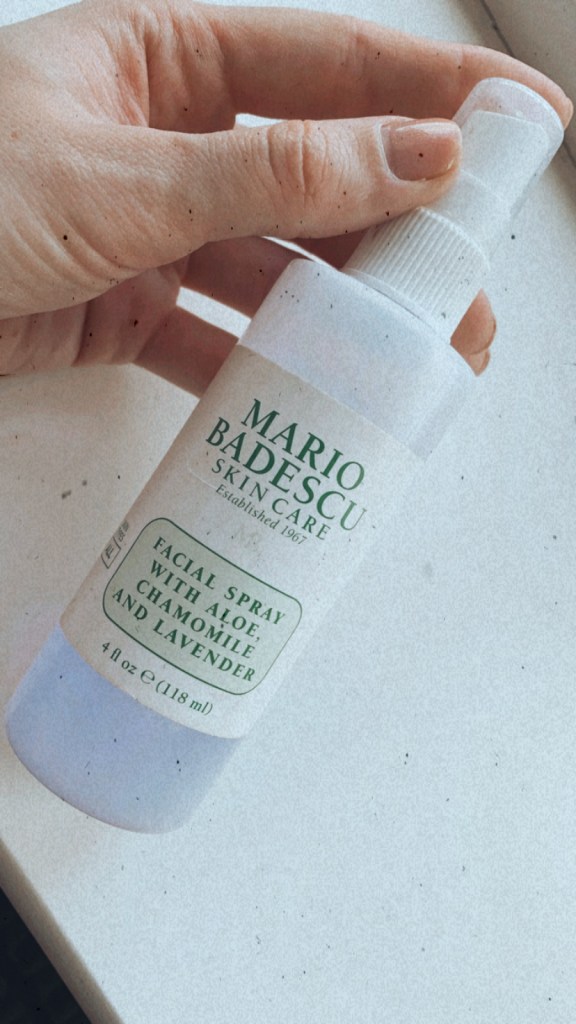 MARIO
BADESCU
SKIN CARE
Established 1967
FACIAL SPRAY
WITH ALOE,
CHAMOMILE
AND LAVENDER
4 fl oz ℮ (118 ml)